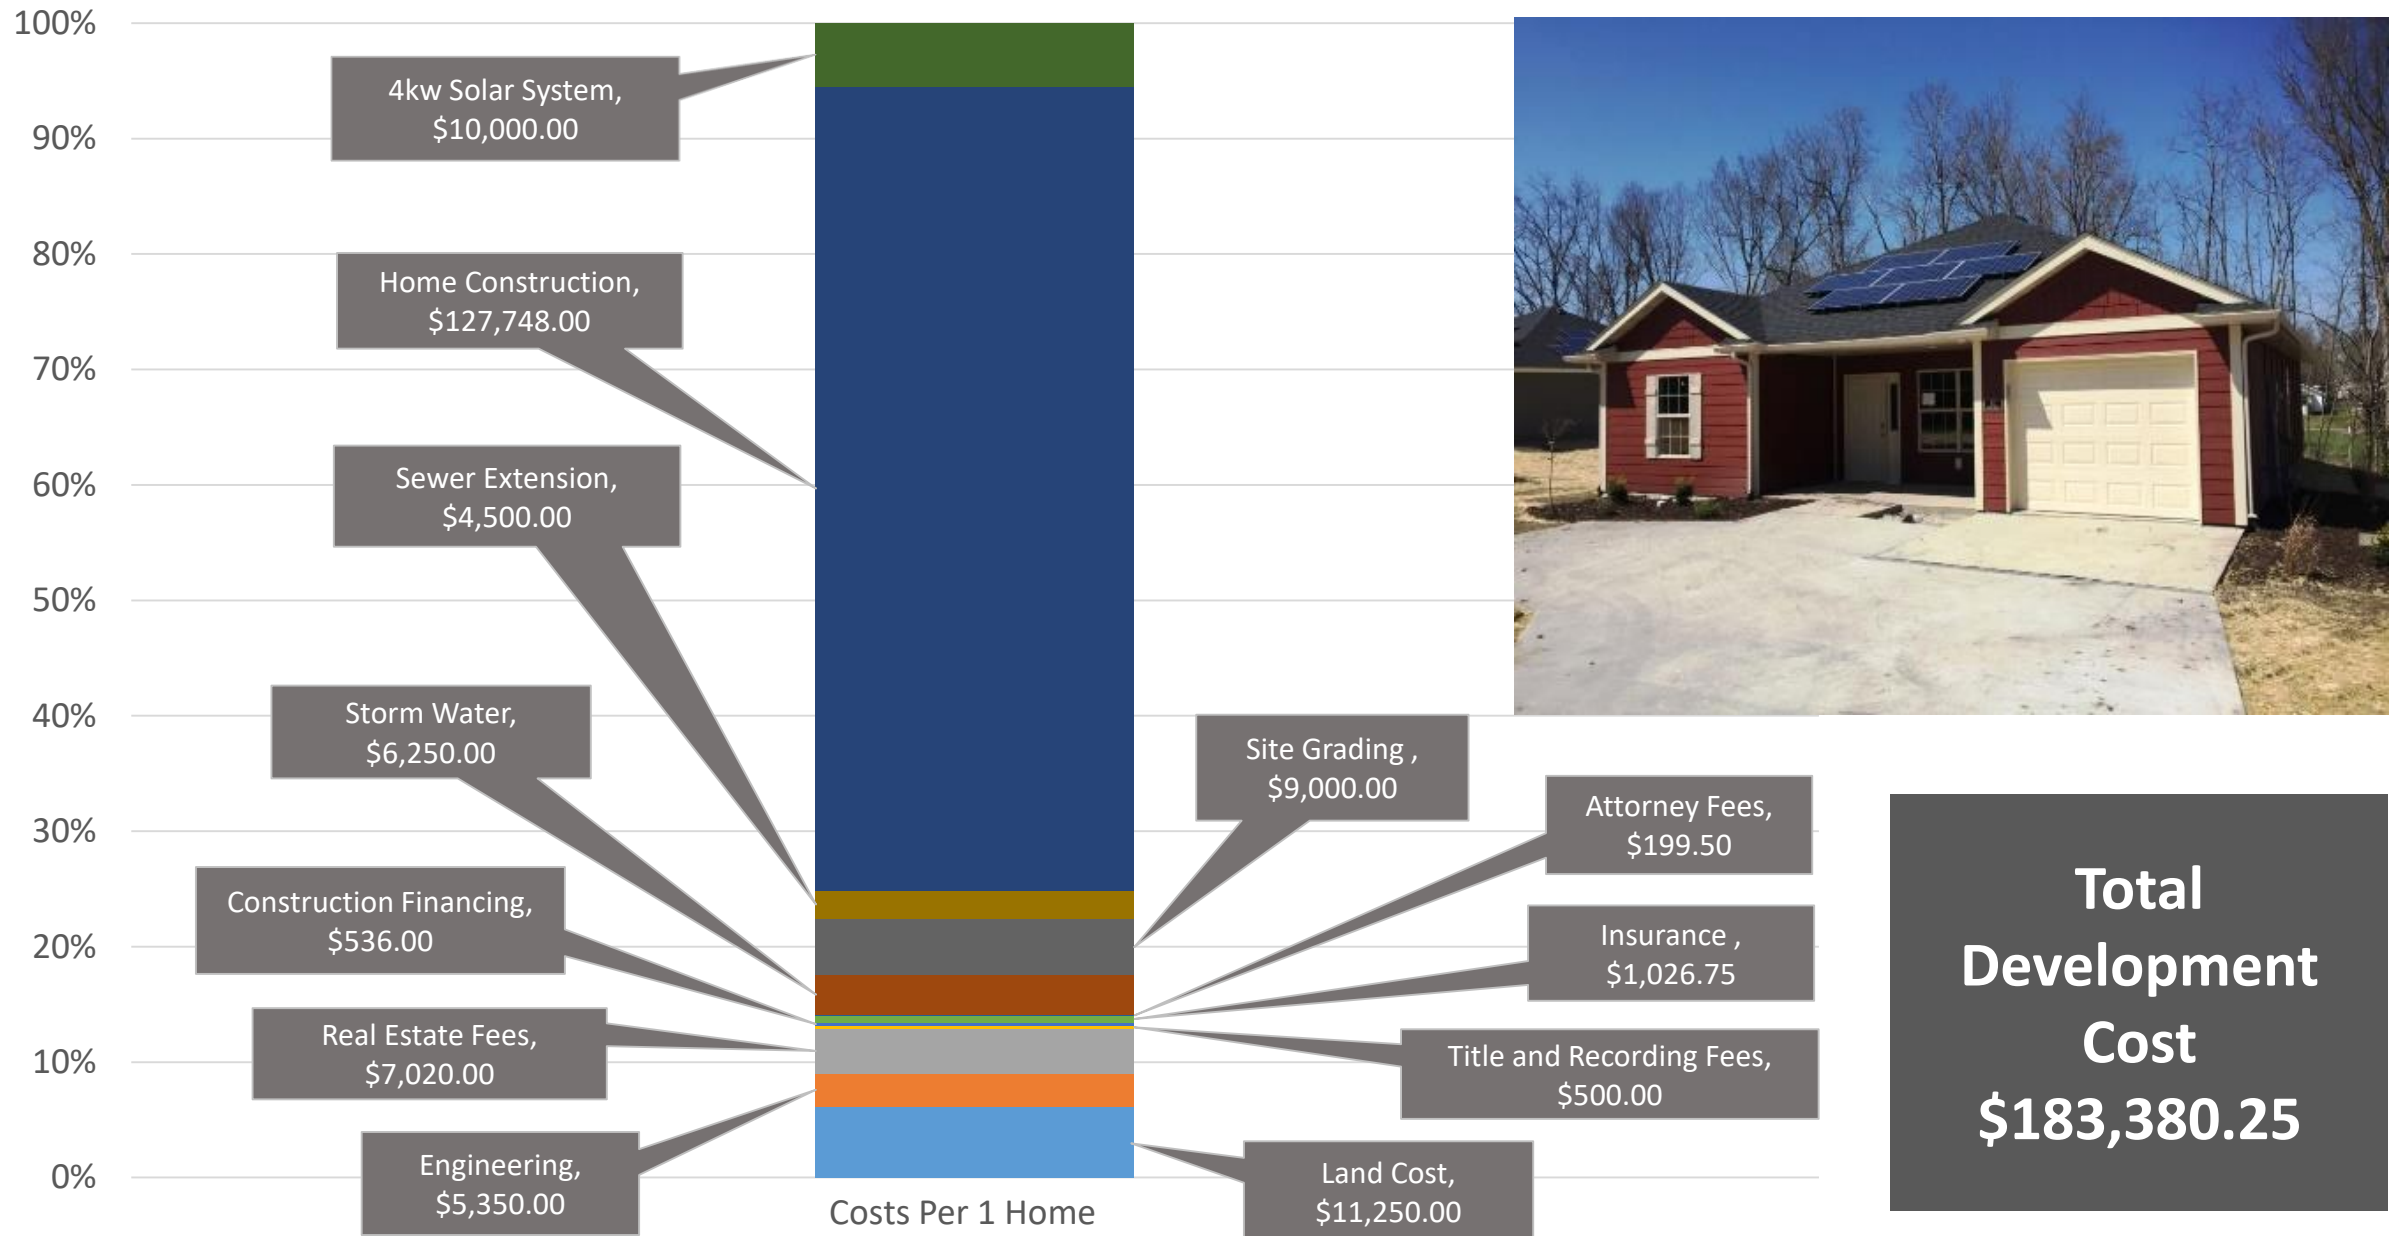 100%
90%
80%
70%
60%
50%
40%
30%
20%
10%
0%
4kw Solar System,
$10,000.00
Home Construction,
$127,748.00
Sewer Extension,
$4,500.00
Storm Water,
$6,250.00
Construction Financing,
$536.00
Real Estate Fees,
$7,020.00
Engineering,
$5,350.00
Site Grading ,
$9,000.00
Attorney Fees,
$199.50
Insurance ,
$1,026.75
Title and Recording Fees,
$500.00
Land Cost,
$11,250.00
Costs Per 1 Home
Total
Development
Cost
$183,380.25